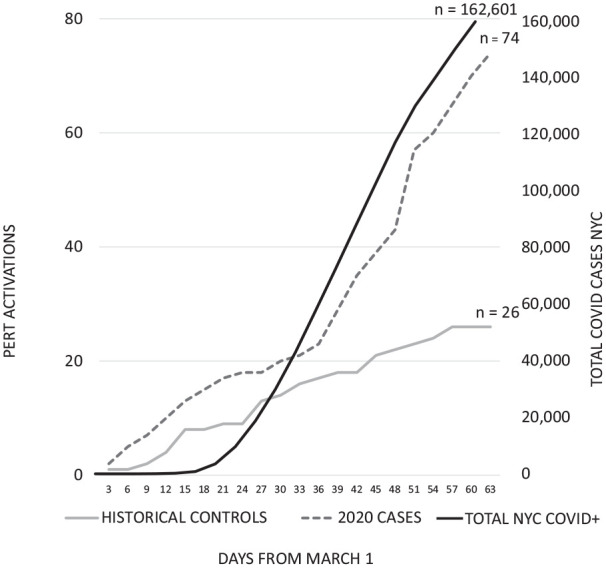 80
n = 162,601
160,000
n = 74
140,000
60
120,000
100,000
PERT ACTIVATIONS
40
80,000
TOTAL COVID CASES NYC
60,000
n = 26
20
40,000
20,000
0
0
3 6 9 12 15 18 21 24 27 30 33 36 39 42 45 48 51 54 57 60 63
HISTORICAL CONTROLS 2020 CASES TOTAL NYC COVID+
DAYS FROM MARCH 1